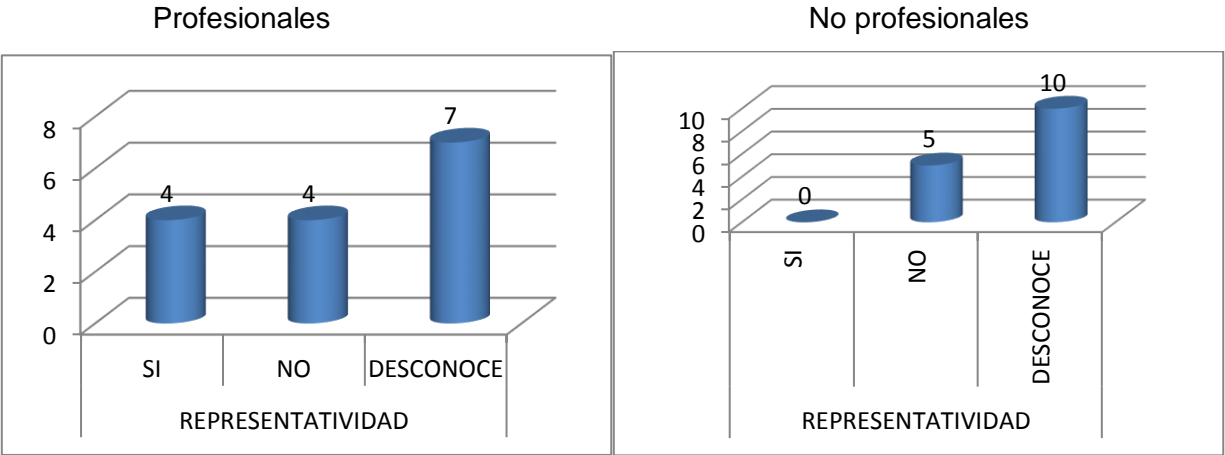 Profesionales
No profesionales
8
6
4
2
0
4
4
7
SI
NO
DESCONOCE
REPRESENTATIVIDAD
10
8
6
4
2
0
0
5
10
SI
NO
DESCONOCE
REPRESENTATIVIDAD